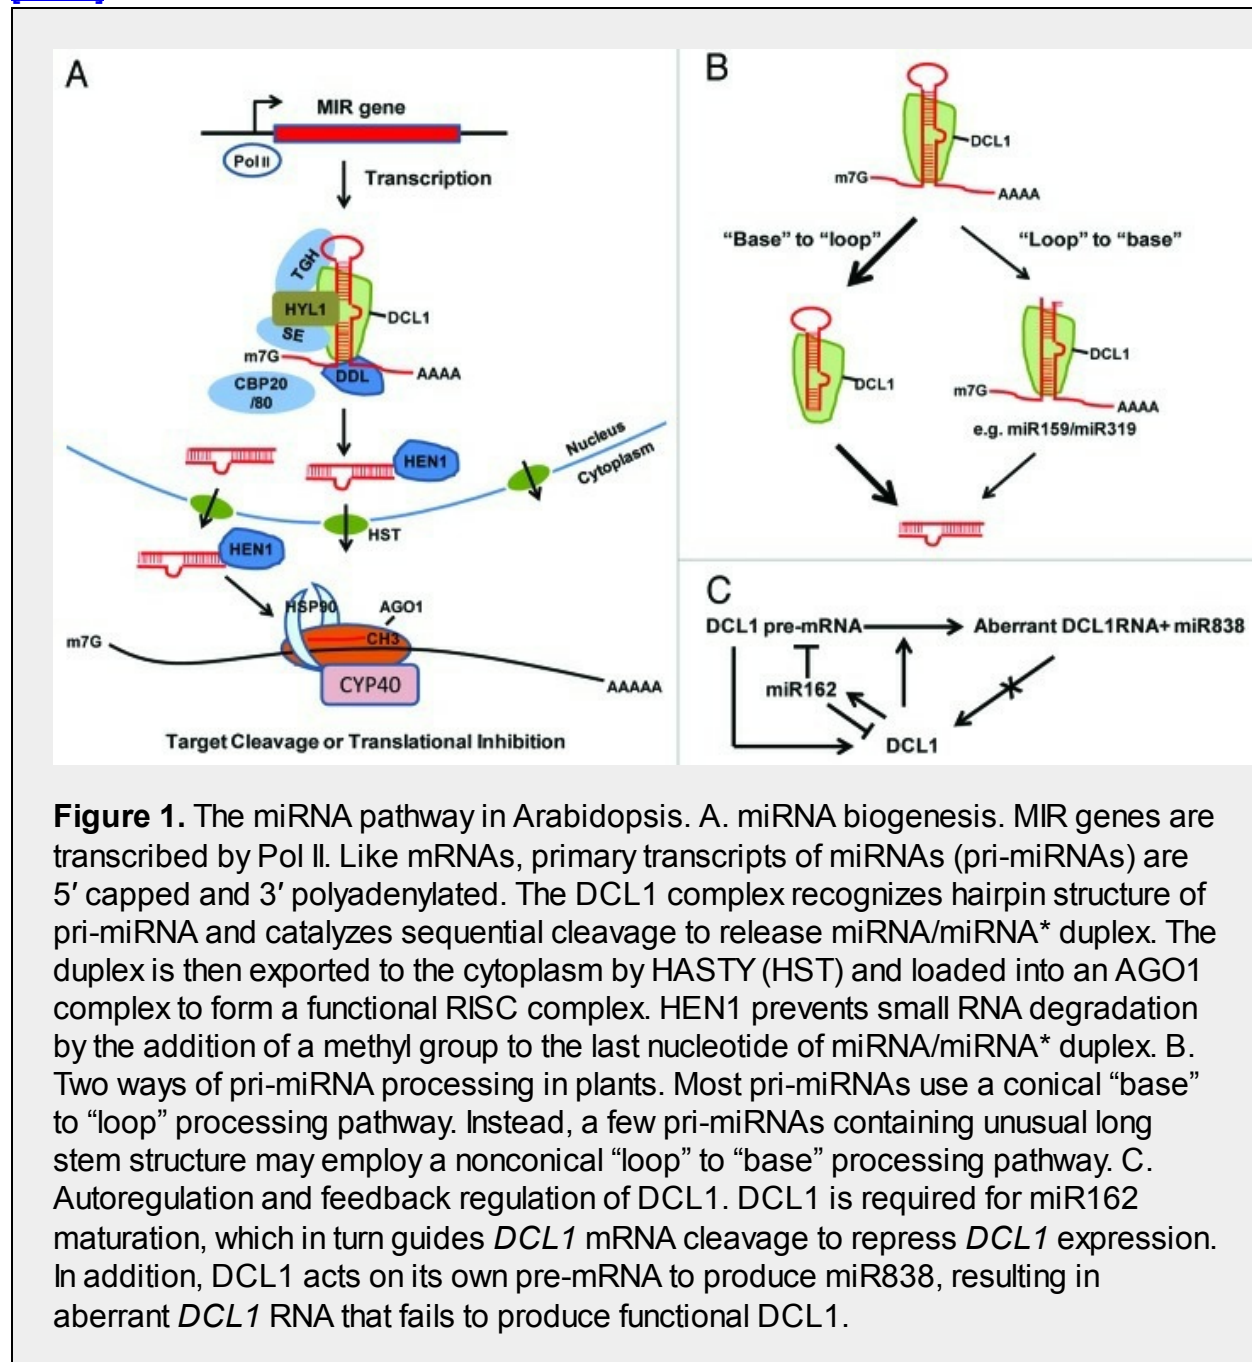 A
MIR gene
Pol II
Transcription
TGH
HYL1
SE
DCL1
m7G
DDL
AAAA
CBP20
/80
HEN1
Nucleus
Cytoplasm
HST
HEN1
HSP90
AGO1
CH3
m7G
CYP40
AAAAA
Target Cleavage or Translational Inhibition
B
DCL1
m7G
AAAA
“Base” to “loop”
“Loop” to “base”
DCL1
DCL1
m7G
AAAA
e.g. miR159/miR319
C
DCL1 pre-mRNA
Aberrant DCL1RNA+ miR838
miR162
DCL1
Figure 1. The miRNA pathway in Arabidopsis. A. miRNA biogenesis. MIR genes are
transcribed by Pol II. Like mRNAs, primary transcripts of miRNAs (pri-miRNAs) are
5′ capped and 3′ polyadenylated. The DCL1 complex recognizes hairpin structure of
pri-miRNA and catalyzes sequential cleavage to release miRNA/miRNA* duplex. The
duplex is then exported to the cytoplasm by HASTY (HST) and loaded into an AGO1
complex to form a functional RISC complex. HEN1 prevents small RNA degradation
by the addition of a methyl group to the last nucleotide of miRNA/miRNA* duplex. B.
Two ways of pri-miRNA processing in plants. Most pri-miRNAs use a conical “base”
to “loop” processing pathway. Instead, a few pri-miRNAs containing unusual long
stem structure may employ a nonconical “loop” to “base” processing pathway. C.
Autoregulation and feedback regulation of DCL1. DCL1 is required for miR162
maturation, which in turn guides DCL1 mRNA cleavage to repress DCL1 expression.
In addition, DCL1 acts on its own pre-mRNA to produce miR838, resulting in
aberrant DCL1 RNA that fails to produce functional DCL1.